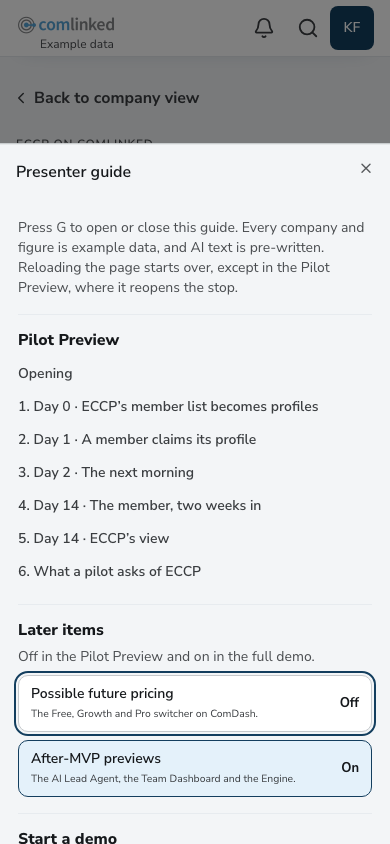 comlinked
Example data
KF
Back to company view
ECCP ON COMLINKED
Presenter guide
Press G to open or close this guide. Every company and
figure is example data, and AI text is pre-written.
Reloading the page starts over, except in the Pilot
Preview, where it reopens the stop.
Pilot Preview
Opening
1. Day 0 · ECCP’s member list becomes profiles
2. Day 1 · A member claims its profile
3. Day 2 · The next morning
4. Day 14 · The member, two weeks in
5. Day 14 · ECCP’s view
6. What a pilot asks of ECCP
Later items
Off in the Pilot Preview and on in the full demo.
Possible future pricing
The Free, Growth and Pro switcher on ComDash.
Off
After-MVP previews
The AI Lead Agent, the Team Dashboard and the Engine.
On
Start a demo